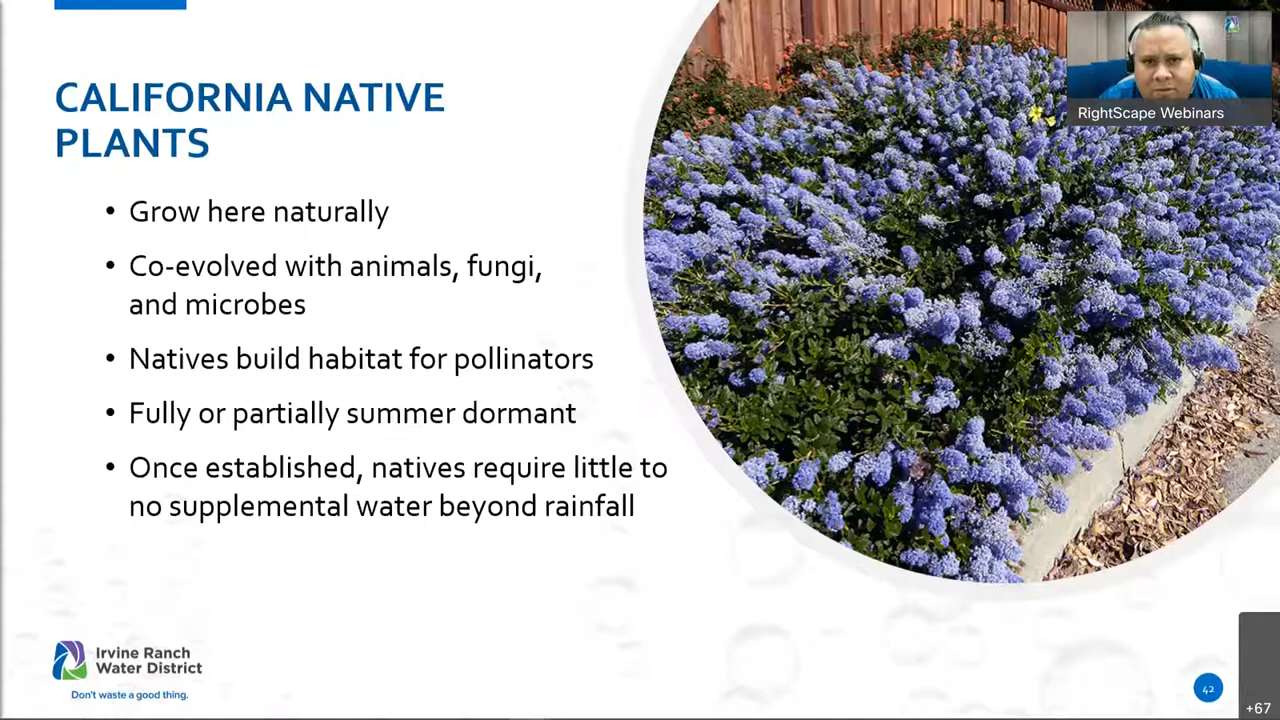 CALIFORNIA NATIVE
PLANTS
• Grow here naturally
• Co-evolved with animals, fungi,
and microbes
• Natives build habitat for pollinators
• Fully or partially summer dormant
• Once established, natives require little to
no supplemental water beyond rainfall
RightScape Webinars
Irvine Ranch
Water District
Don't waste a good thing.
42
+67